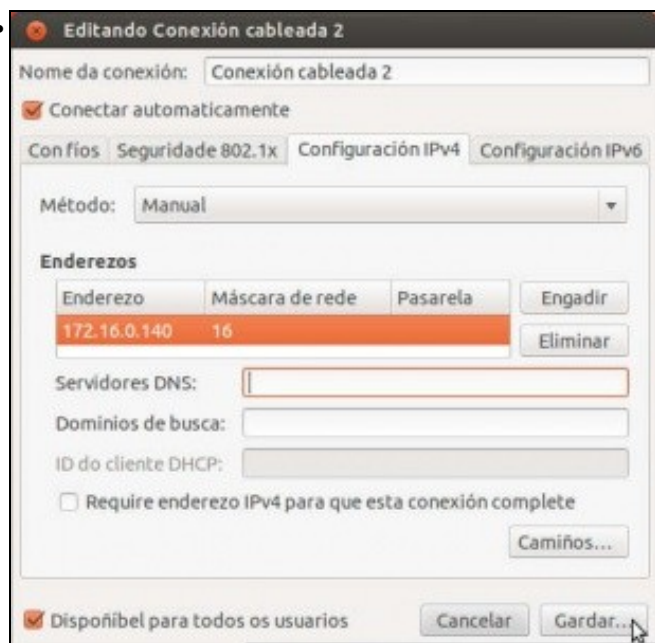 Editando Conexión cableada 2
Nome da conexión: Conexión cableada 2
Conectar automaticamente
Con fíos Seguridade 802.1x Configuración IPv4 Configuración IPv6
Método: Manual
Enderezos
Enderezo Máscara de rede Pasarela Engadir
172.16.0.140 16
Eliminar
Servidores DNS:
Dominios de busca:
ID do cliente DHCP:
Require enderezo IPv4 para que esta conexión complete
Camiños...
Dispoñíbel para todos os usuarios Cancelar Gardar...